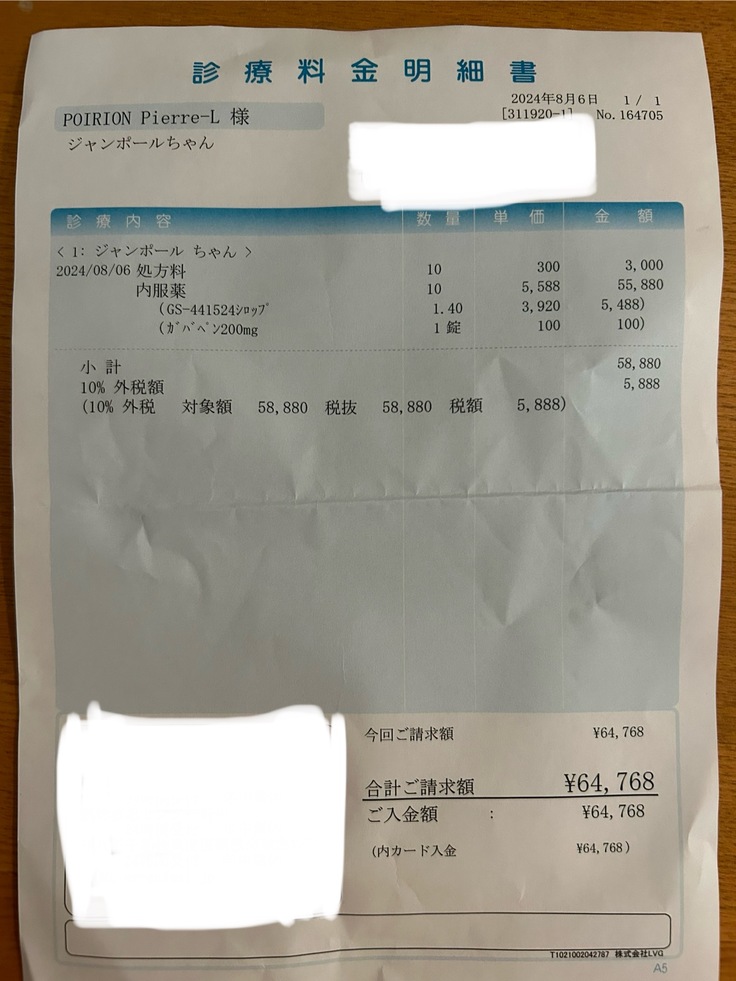 診療料金明細書
2024年8月6日 1 / 1
POIRION Pierre-L 様
[311920-1] No. 164705
ジャンポールちゃん
診療内容 数量 単価 金額
< 1: ジャンポール ちゃん >
2024/08/06 処方料 10 300 3,000
内服薬 10 5,588 55,880
(GS-441524ｼﾛｯﾌﾟ 1.40 3,920 5,488)
(ｶﾞﾊﾞﾍﾟﾝ200mg 1 錠 100 100)
小 計 58,880
10% 外税額 5,888
(10% 外税 対象額 58,880 税抜 58,880 税額 5,888)
今回ご請求額 ¥64,768
合計ご請求額 ¥64,768
ご入金額 : ¥64,768
(内カード入金 ¥64,768)
T1021002042787 株式会社LVG
A5